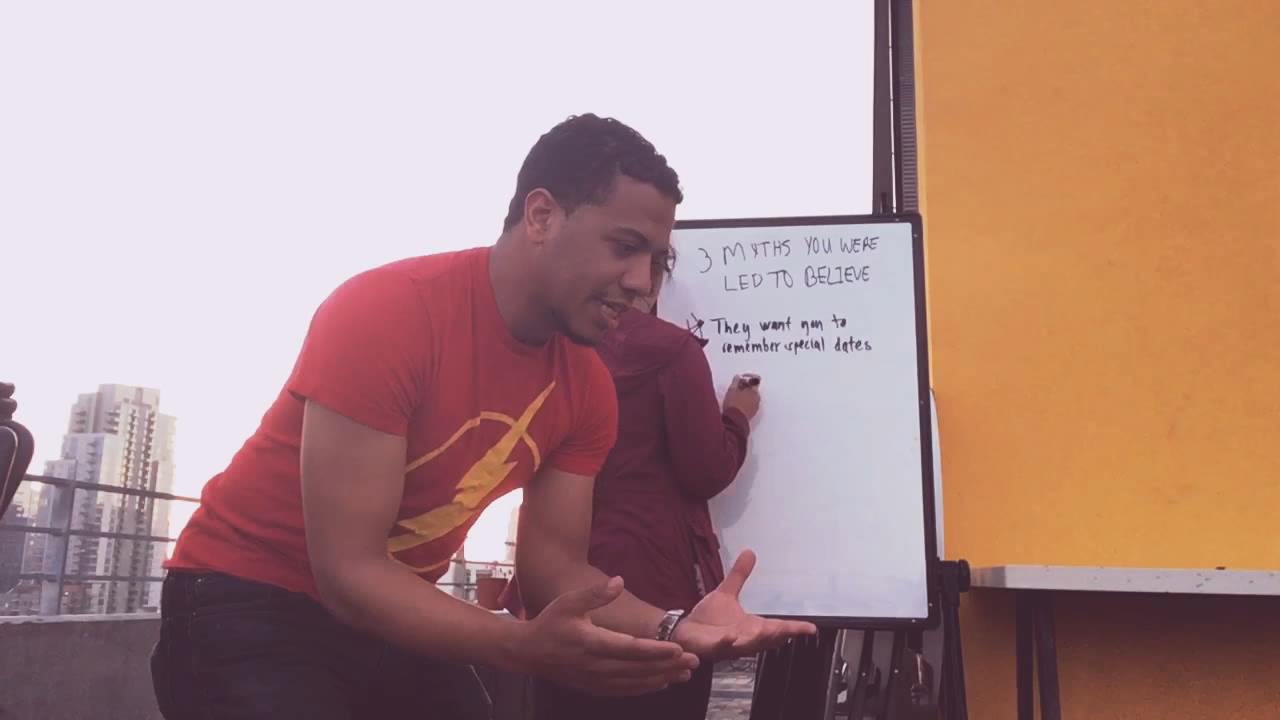 3 MYTHS YOU WERE
LED TO BELIEVE
They want you to
remember special dates